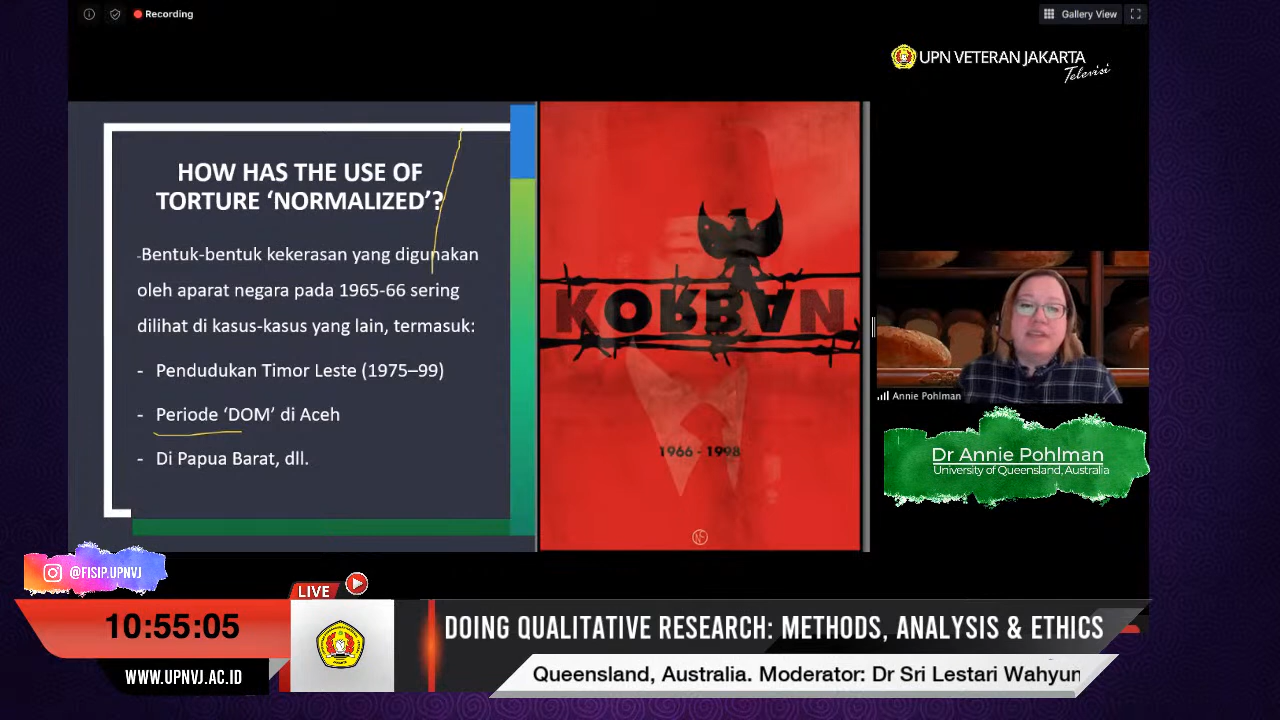 Recording
Gallery View
UPN VETERAN JAKARTA
Televisi
HOW HAS THE USE OF
TORTURE ‘NORMALIZED’?
-Bentuk-bentuk kekerasan yang digunakan
oleh aparat negara pada 1965-66 sering
dilihat di kasus-kasus yang lain, termasuk:
- Pendudukan Timor Leste (1975–99)
- Periode ‘DOM’ di Aceh
- Di Papua Barat, dll.
KORBAN
1966 - 1998
Annie Pohlman
Dr Annie Pohlman
University of Queensland, Australia
@FISIP.UPNVJ
LIVE
10:55:05
DOING QUALITATIVE RESEARCH: METHODS, ANALYSIS & ETHICS
WWW.UPNVJ.AC.ID
Queensland, Australia. Moderator: Dr Sri Lestari Wahyun